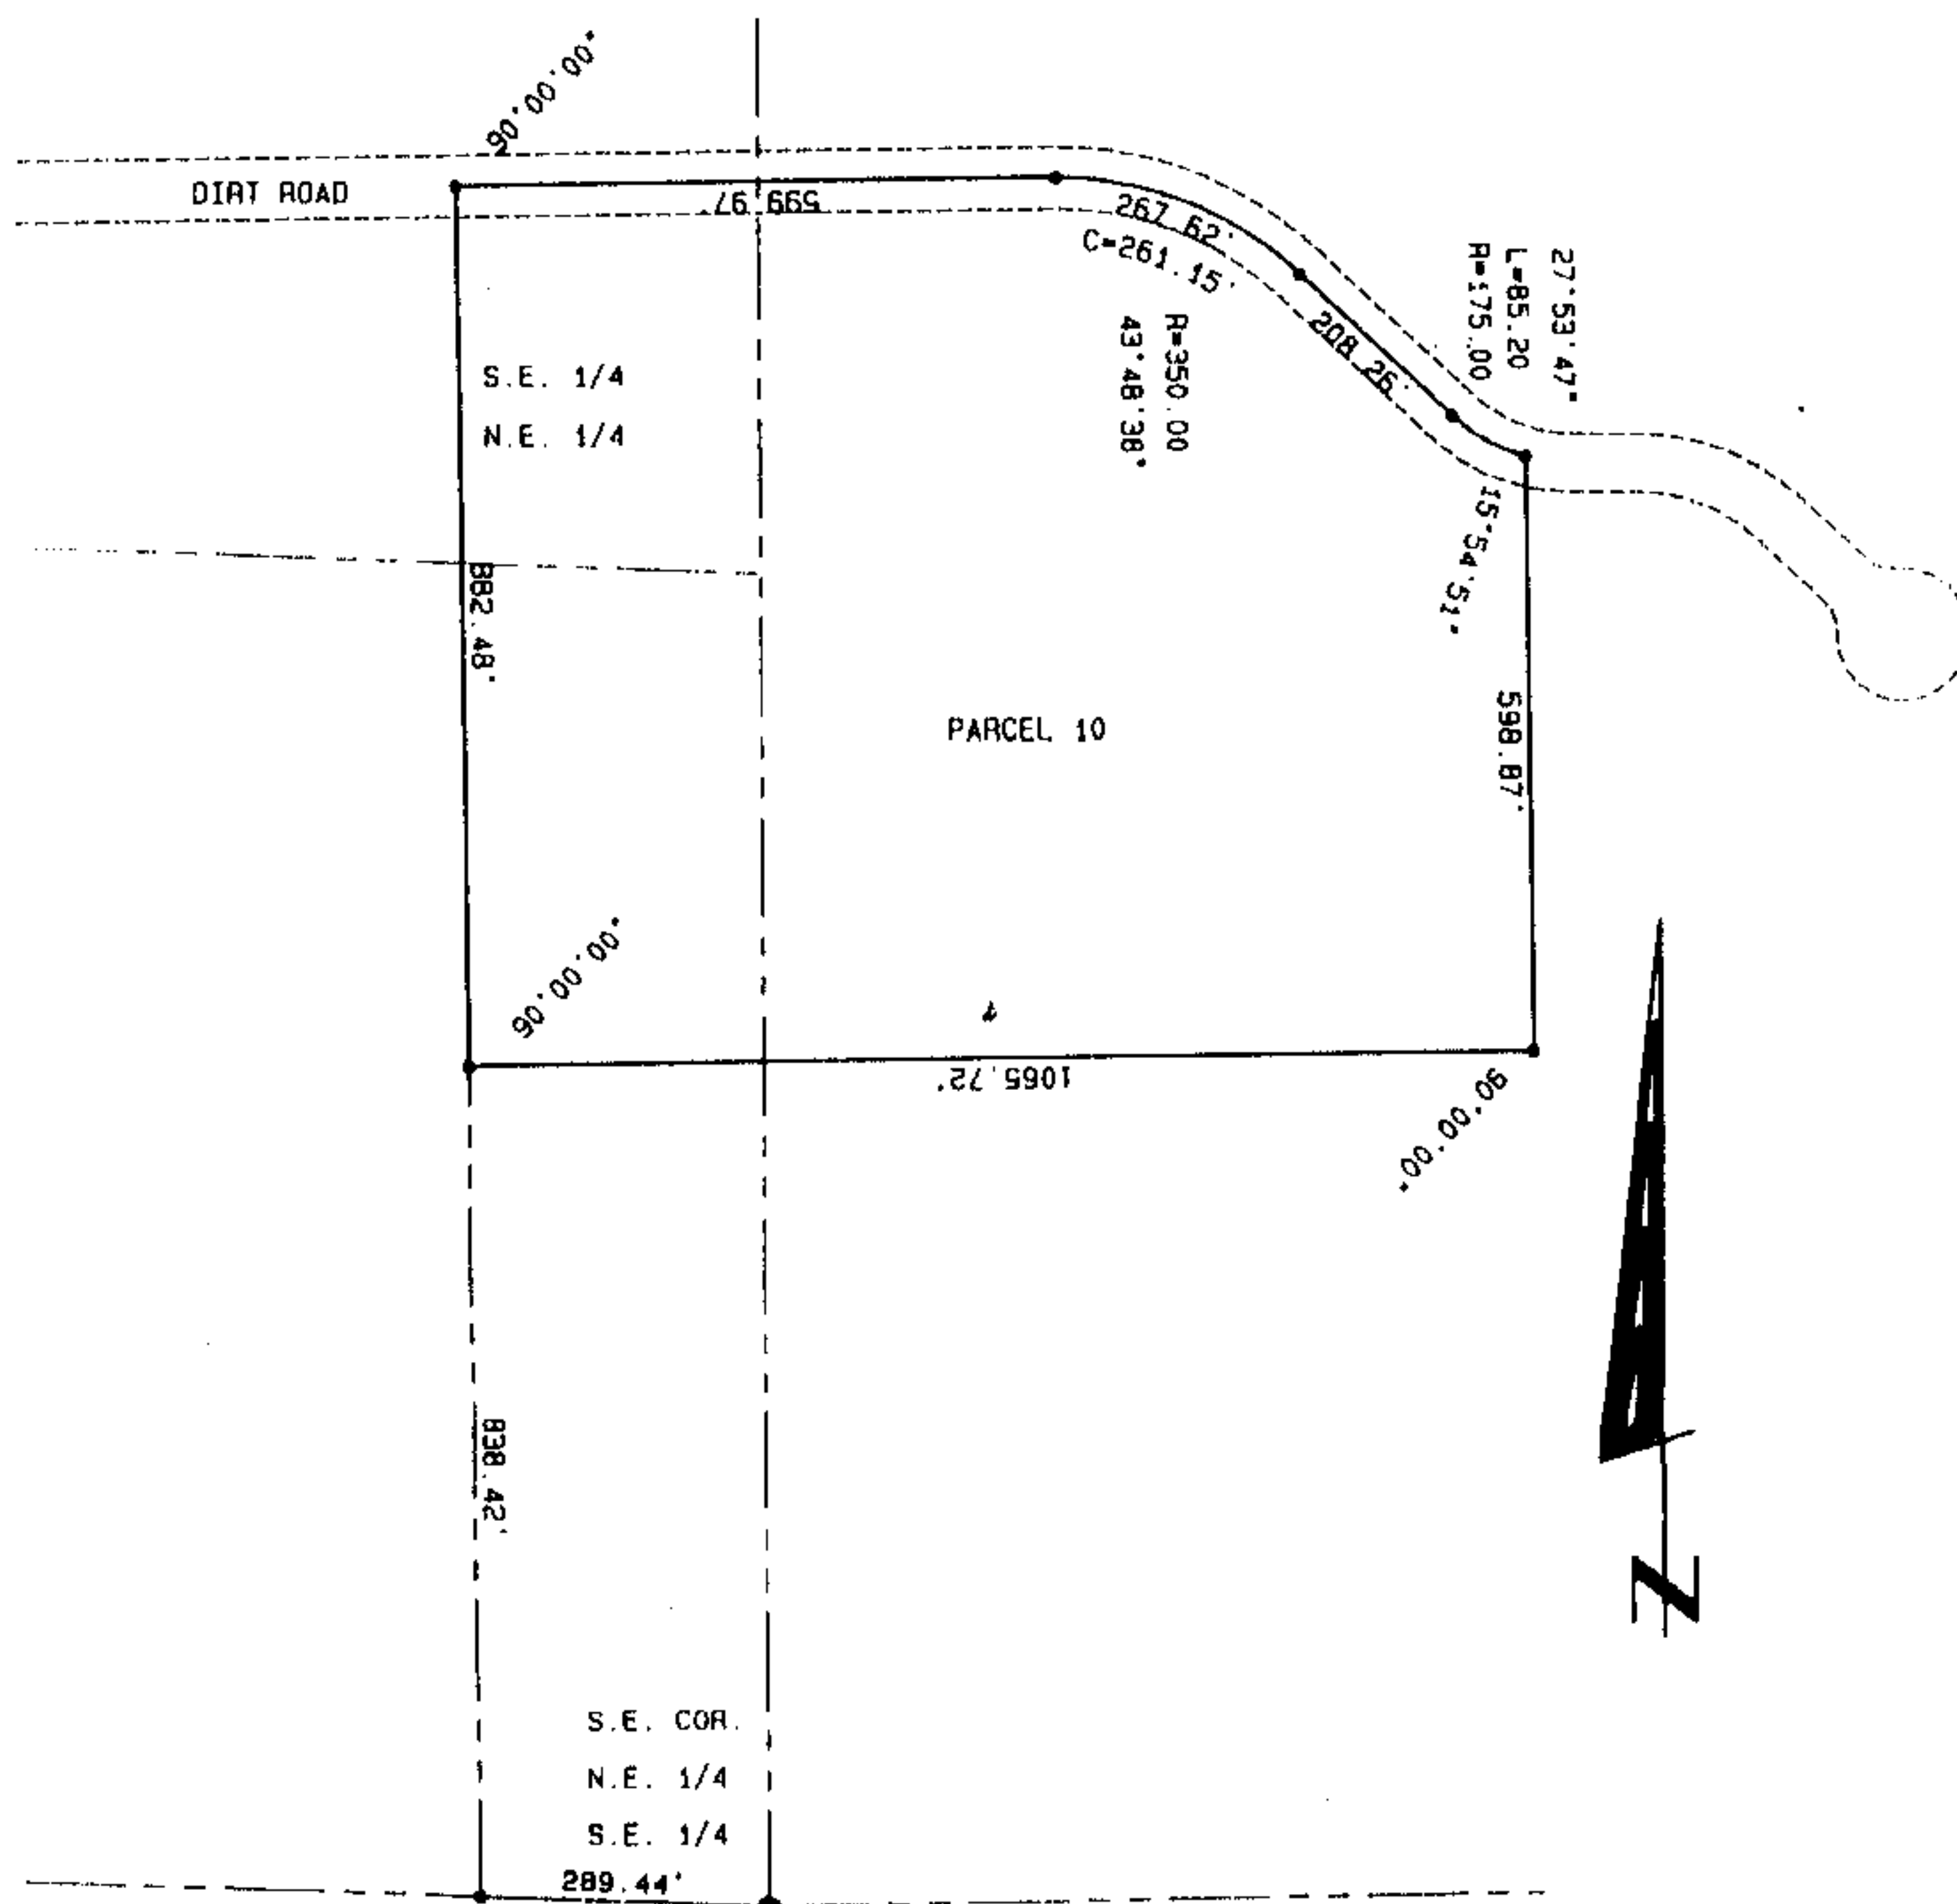 90°00'00"
DIRT ROAD
599.97'
267.62'
C=261.15'
R=350.00
43°48'38"
208.26'
27°53'47"
L=85.20
R=175.00
15°54'51"
S.E. 1/4
N.E. 1/4
882.48'
598.87'
PARCEL 10
90°00'00"
1065.72'
90°00'00"
838.42'
N
S.E. COR.
N.E. 1/4
S.E. 1/4
289.44'